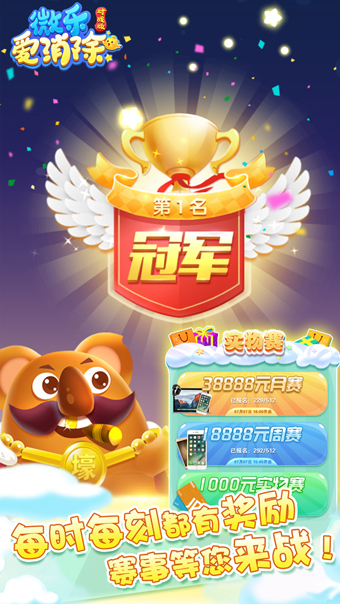 微乐
对战版
爱消除
第1名
冠军
实物赛
38888元月赛
已报名：229/512
18888元周赛
已报名：292/512
1000元实物赛
壕
每时每刻都有奖励
赛事等您来战！